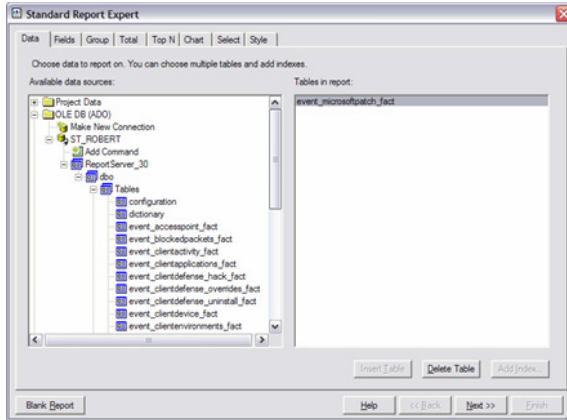 Standard Report Expert
Data Fields Group Total Top N Chart Select Style
Choose data to report on. You can choose multiple tables and add indexes.
Available data sources:
Tables in report:
Project Data
OLE DB (ADO)
Make New Connection
ST_ROBERT
Add Command
ReportServer_30
dbo
Tables
configuration
dictionary
event_accesspoint_fact
event_blockedpackets_fact
event_clientactivity_fact
event_clientapplications_fact
event_clientdefense_hack_fact
event_clientdefense_overrides_fact
event_clientdefense_uninstall_fact
event_clientdevice_fact
event_clientenvironments_fact
event_microsoftpatch_fact
Insert Table Delete Table Add Index...
Blank Report Help << Back Next >> Finish